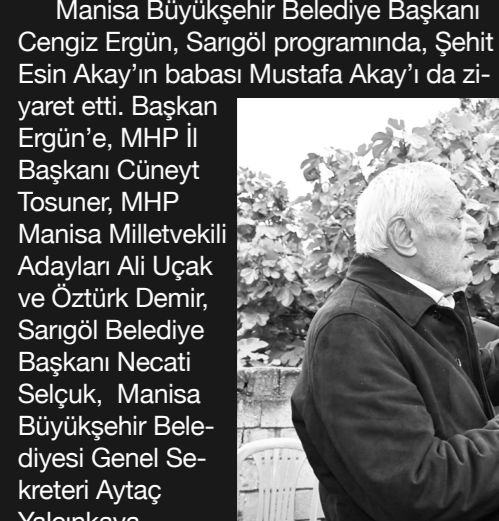 Manisa Büyükşehir Belediye Başkanı
Cengiz Ergün, Sarıgöl programında, Şehit
Esin Akay’ın babası Mustafa Akay’ı da zi-
yaret etti. Başkan
Ergün’e, MHP İl
Başkanı Cüneyt
Tosuner, MHP
Manisa Milletvekili
Adayları Ali Uçak
ve Öztürk Demir,
Sarıgöl Belediye
Başkanı Necati
Selçuk, Manisa
Büyükşehir Bele-
diyesi Genel Se-
kreteri Aytaç
Yalçınkaya